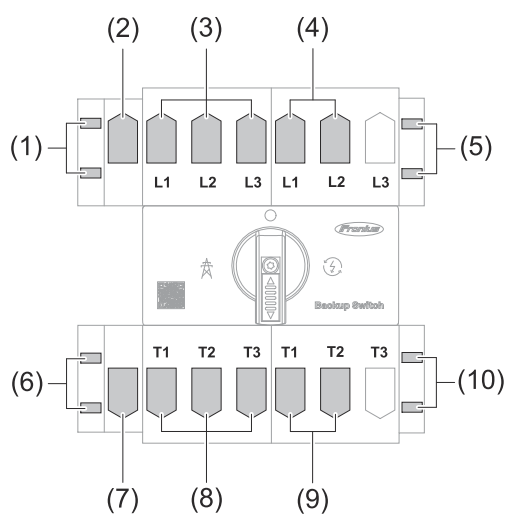 (2) (3) (4)
(1) (5)
L1 L2 L3 L1 L2 L3
Fronius
Backup Switch
T1 T2 T3 T1 T2 T3
(6) (10)
(7) (8) (9)